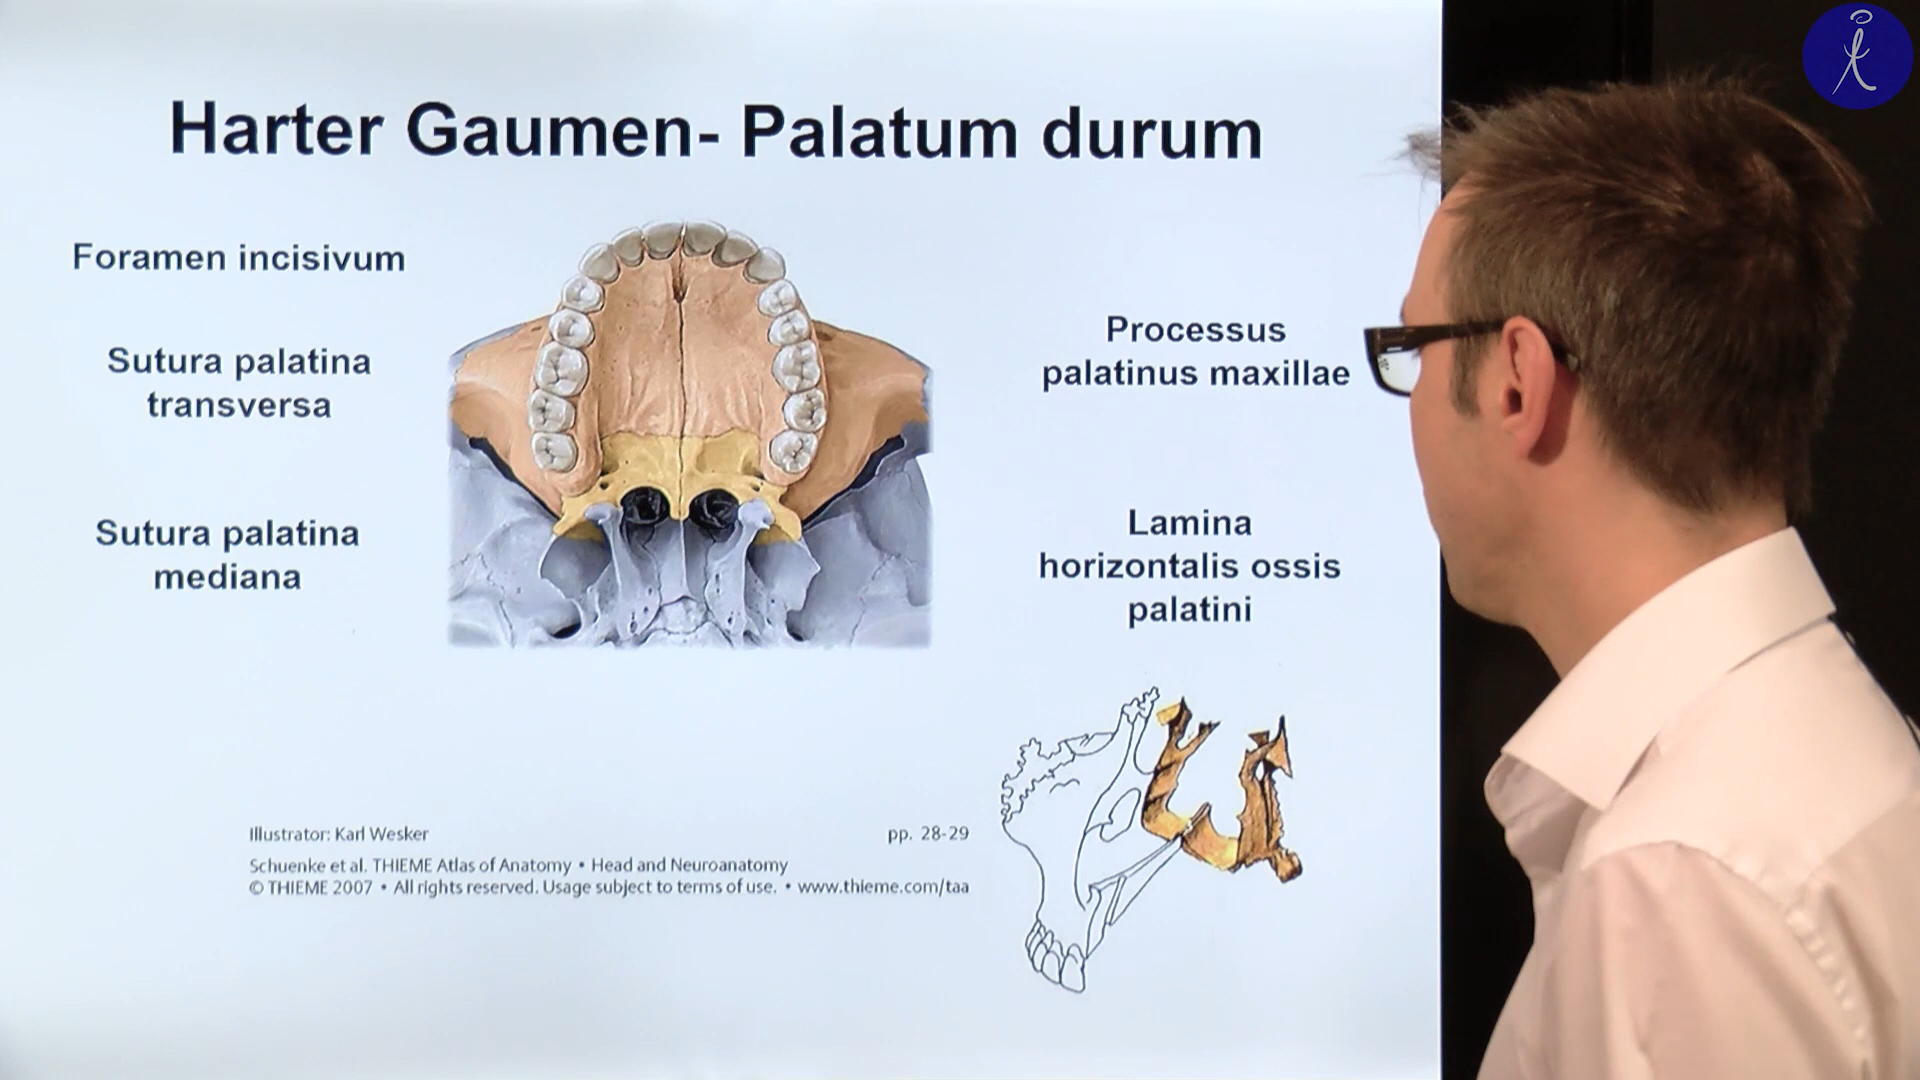 Harter Gaumen- Palatum durum
Foramen incisivum
Sutura palatina
transversa
Sutura palatina
mediana
Processus
palatinus maxillae
Lamina
horizontalis ossis
palatini
Illustrator: Karl Wesker
pp. 28-29
Schuenke et al. THIEME Atlas of Anatomy • Head and Neuroanatomy
© THIEME 2007 • All rights reserved. Usage subject to terms of use. • www.thieme.com/taa